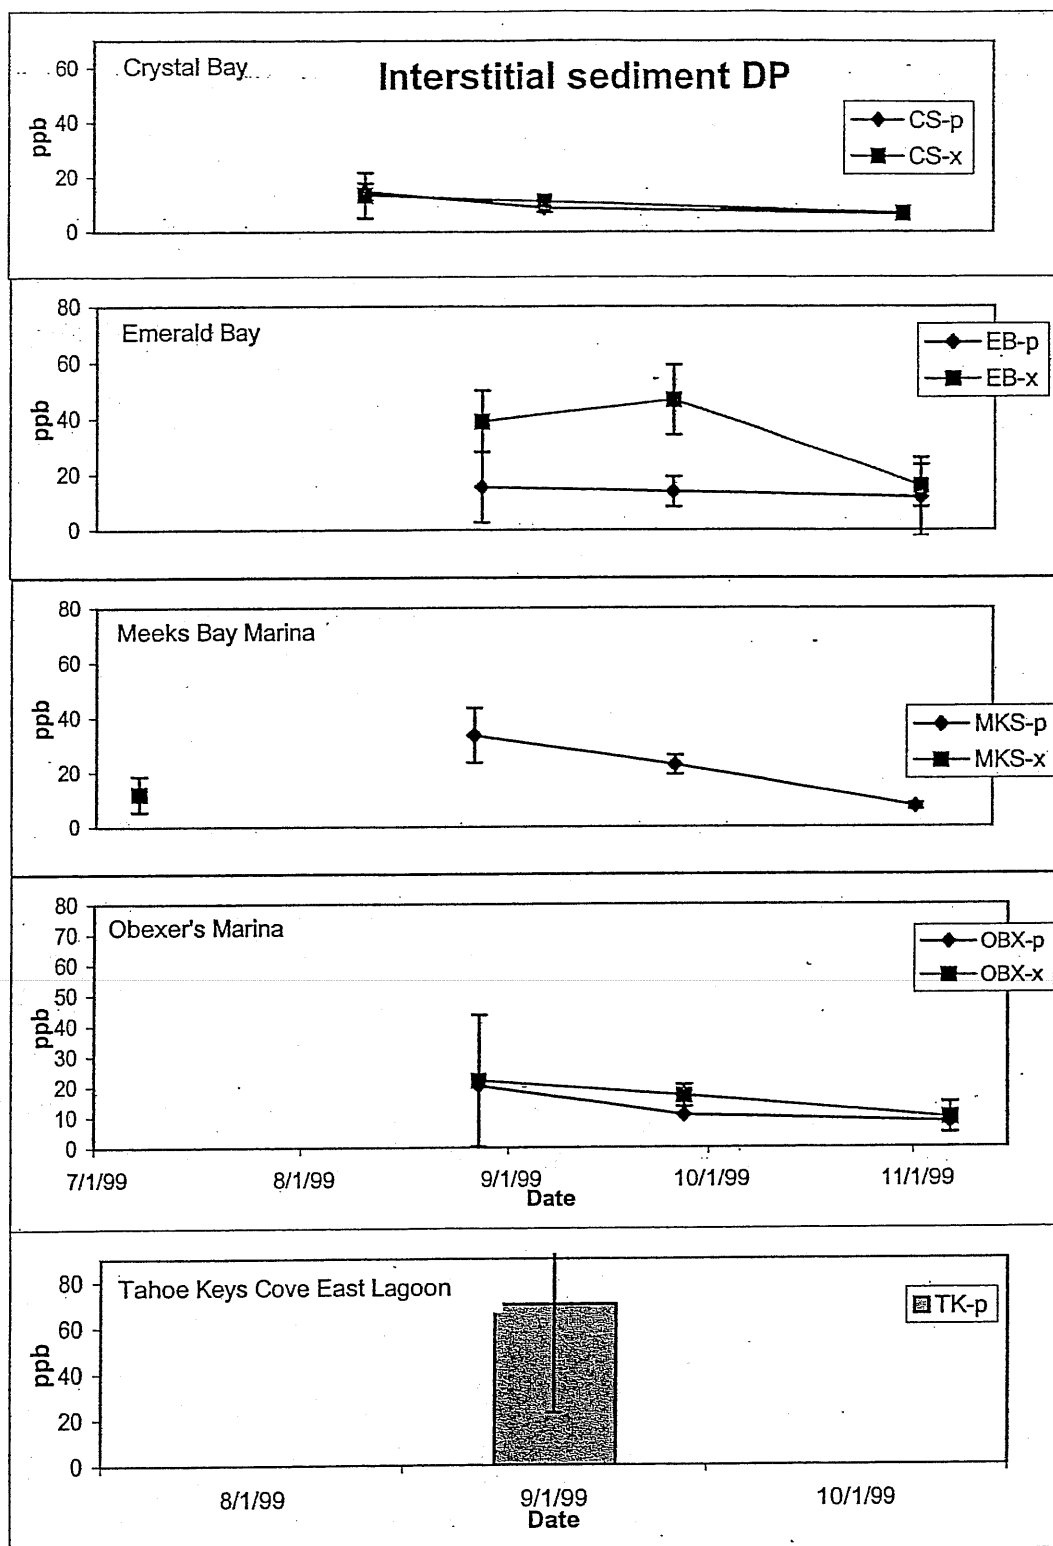 Interstitial sediment DP
Crystal Bay
ppb
60
40
20
0
CS-p
CS-x
Emerald Bay
ppb
80
60
40
20
0
EB-p
EB-x
Meeks Bay Marina
ppb
80
60
40
20
0
MKS-p
MKS-x
Obexer's Marina
ppb
80
70
60
50
40
30
20
10
0
OBX-p
OBX-x
7/1/99 8/1/99 9/1/99 10/1/99 11/1/99
Date
Tahoe Keys Cove East Lagoon
ppb
80
60
40
20
0
TK-p
8/1/99 9/1/99 10/1/99
Date